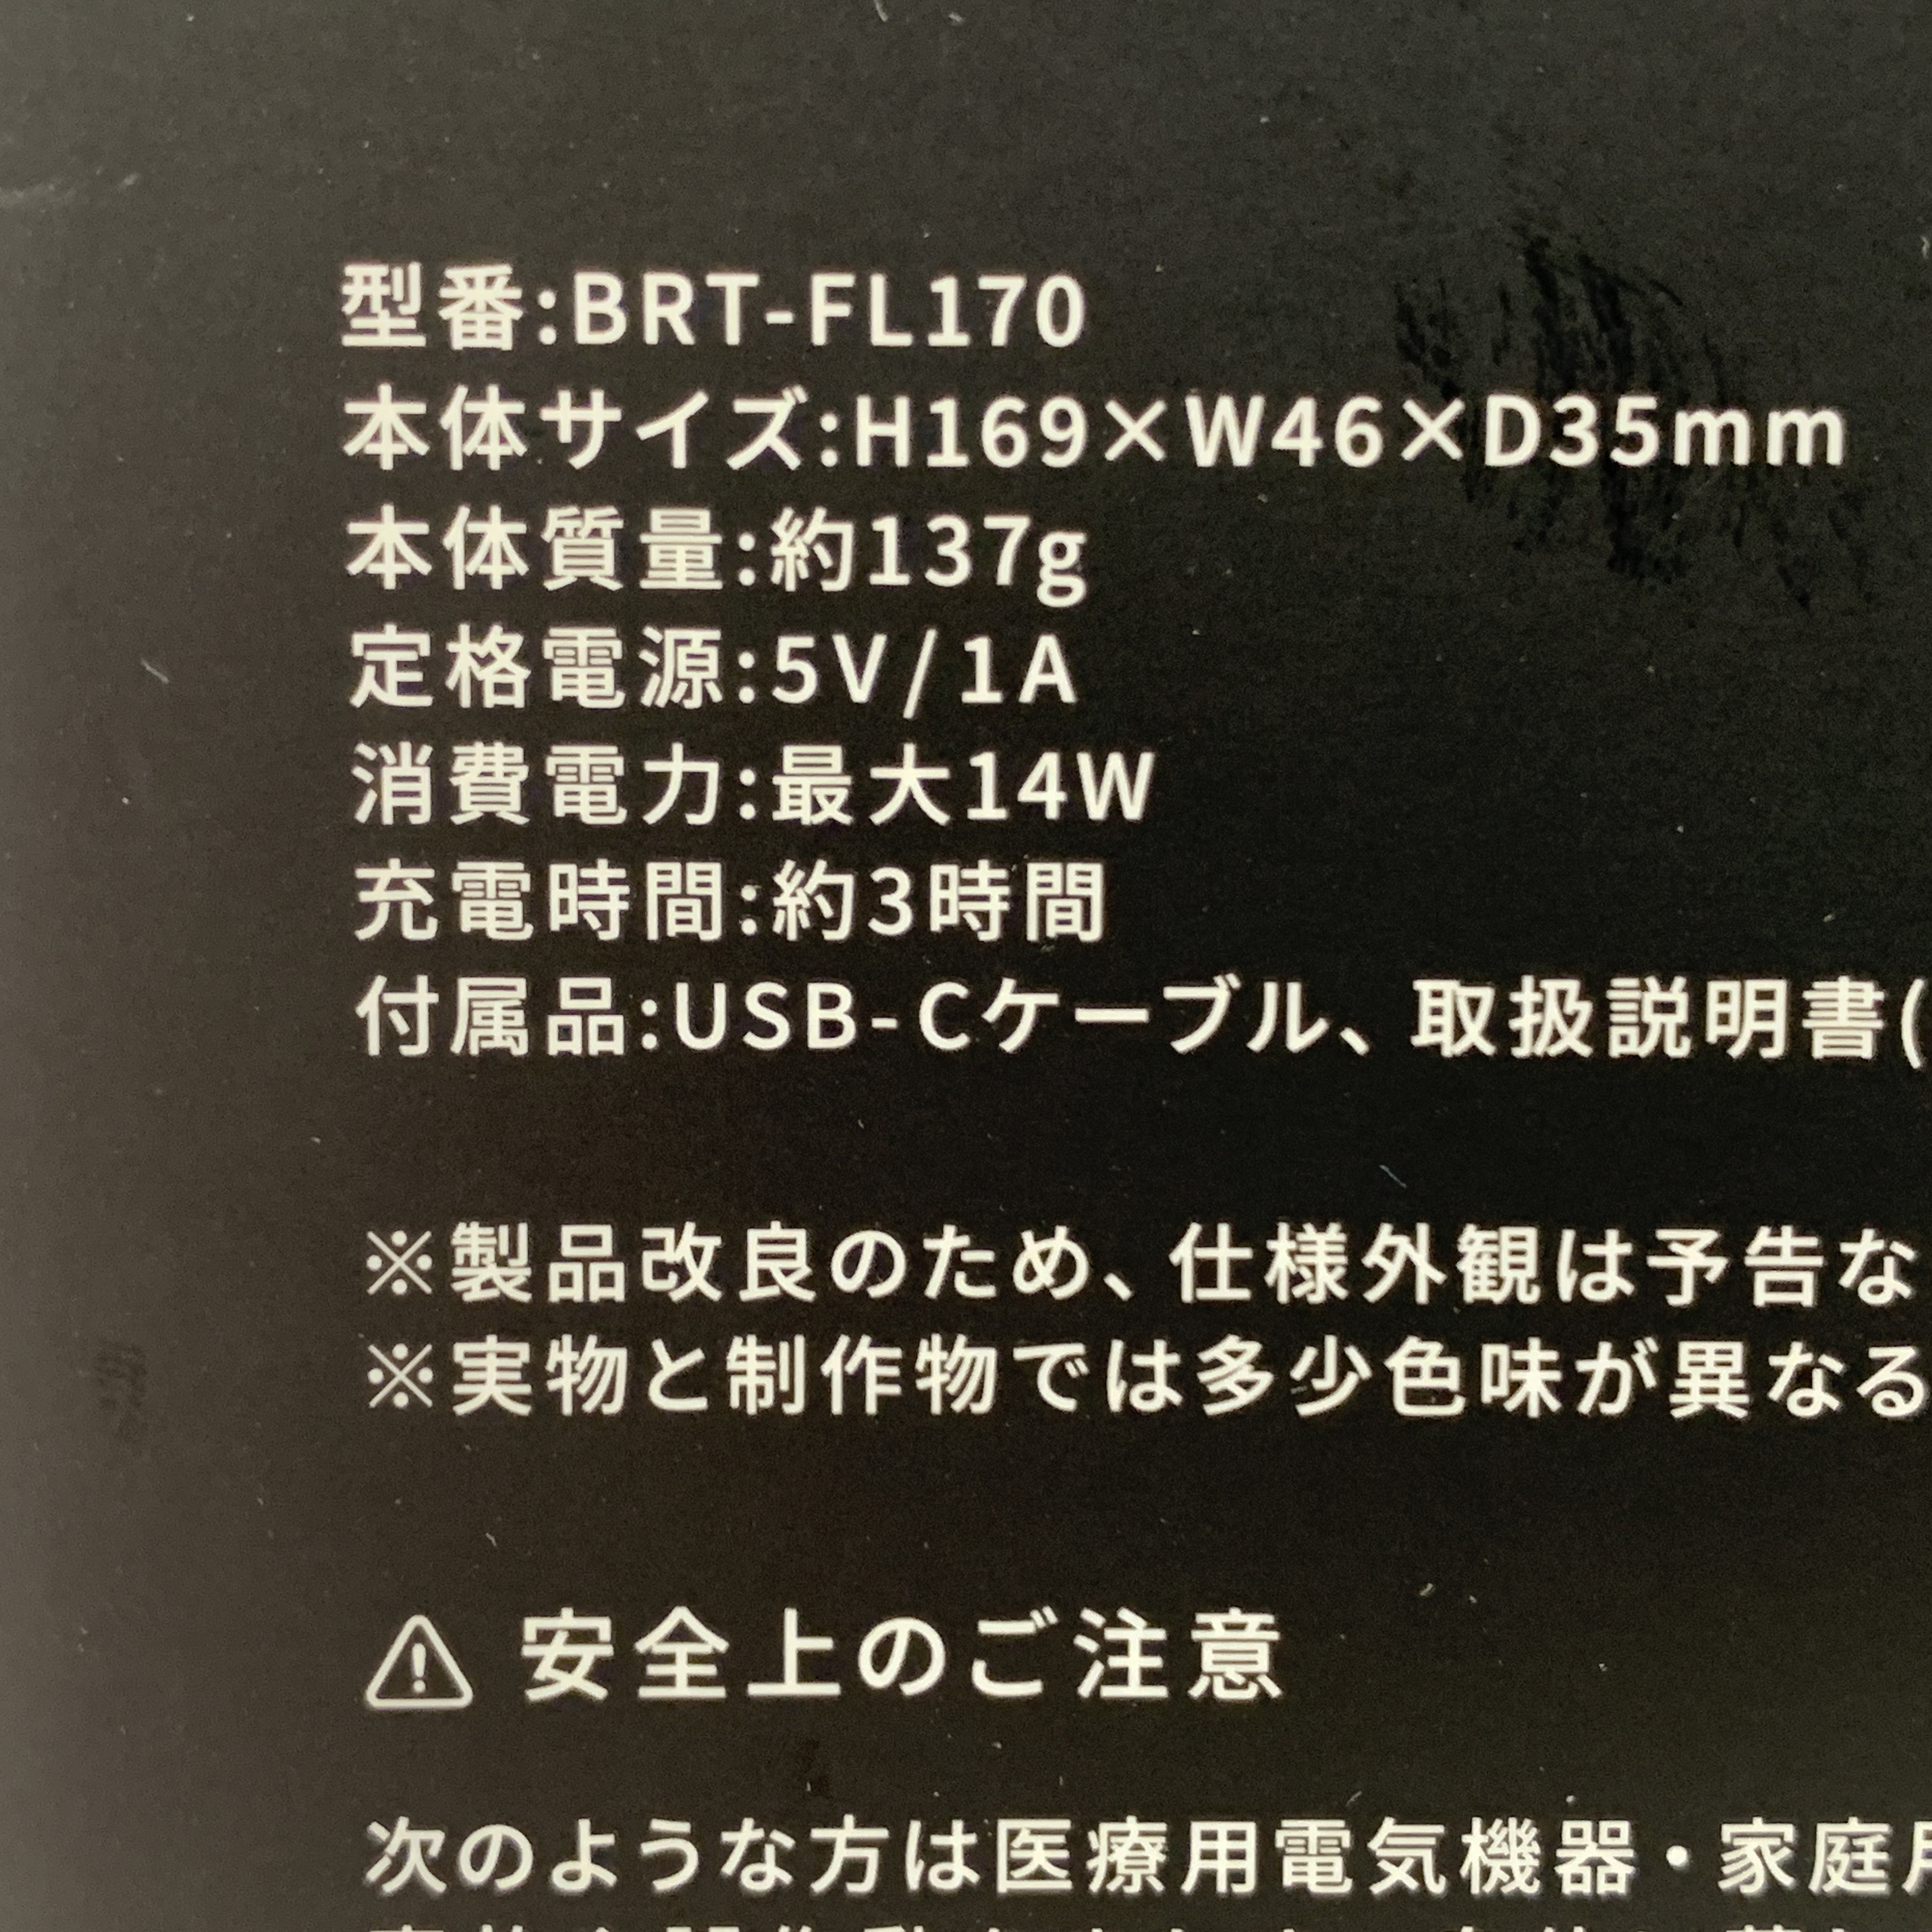 型番:BRT-FL170
本体サイズ:H169×W46×D35mm
本体質量:約137g
定格電源:5V/1A
消費電力:最大14W
充電時間:約3時間
付属品:USB-Cケーブル、取扱説明書(
※製品改良のため、仕様外観は予告な
※実物と制作物では多少色味が異なる
安全上のご注意
次のような方は医療用電気機器・家庭用